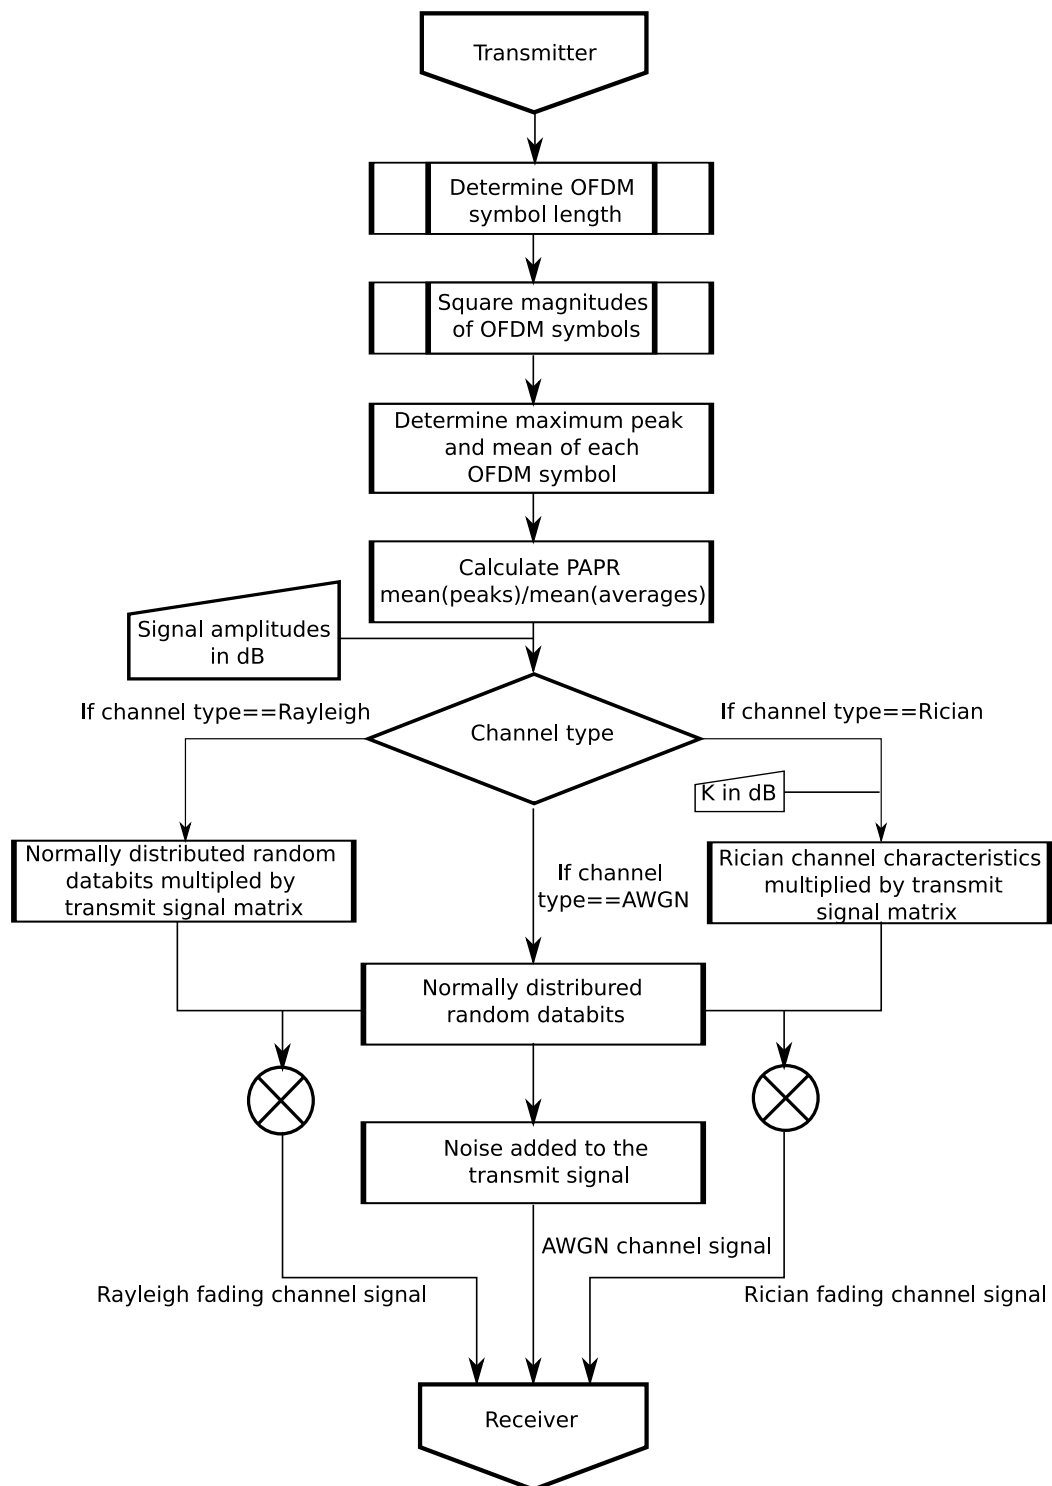 Transmitter
Determine OFDM
symbol length
Square magnitudes
of OFDM symbols
Determine maximum peak
and mean of each
OFDM symbol
Calculate PAPR
mean(peaks)/mean(averages)
Signal amplitudes
in dB
If channel type==Rayleigh
Channel type
If channel type==Rician
K in dB
Normally distributed random
databits multipled by
transmit signal matrix
If channel
type==AWGN
Rician channel characteristics
multiplied by transmit
signal matrix
Normally distribured
random databits
Noise added to the
transmit signal
AWGN channel signal
Rayleigh fading channel signal
Rician fading channel signal
Receiver